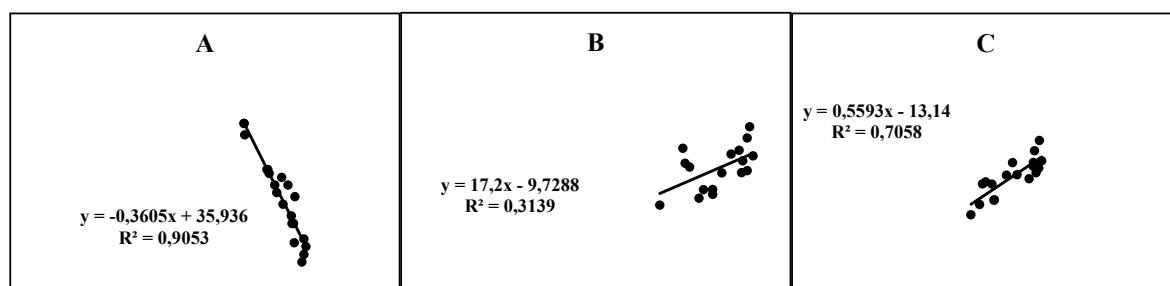 A
y = -0,3605x + 35,936
R² = 0,9053
B
y = 17,2x - 9,7288
R² = 0,3139
C
y = 0,5593x - 13,14
R² = 0,7058